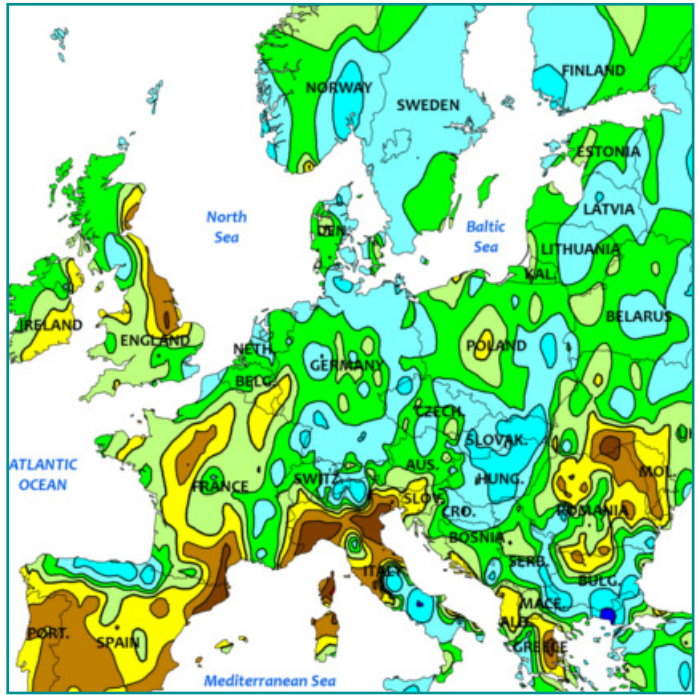 FINLAND
NORWAY
SWEDEN
ESTONIA
LATVIA
North
Sea
Baltic
Sea
DEN.
LITHUANIA
KAL.
IRELAND
ENGLAND
BELARUS
NETH.
POLAND
GERMANY
BELG.
CZECH.
SLOVAK.
ATLANTIC
OCEAN
AUS.
MOL.
SWITZ.
HUNG.
FRANCE
SLOV.
CRO.
ROMANIA
BOSNIA
SERB.
ITALY
BULG.
MACE.
ALB.
PORT.
SPAIN
GREECE
Mediterranean Sea